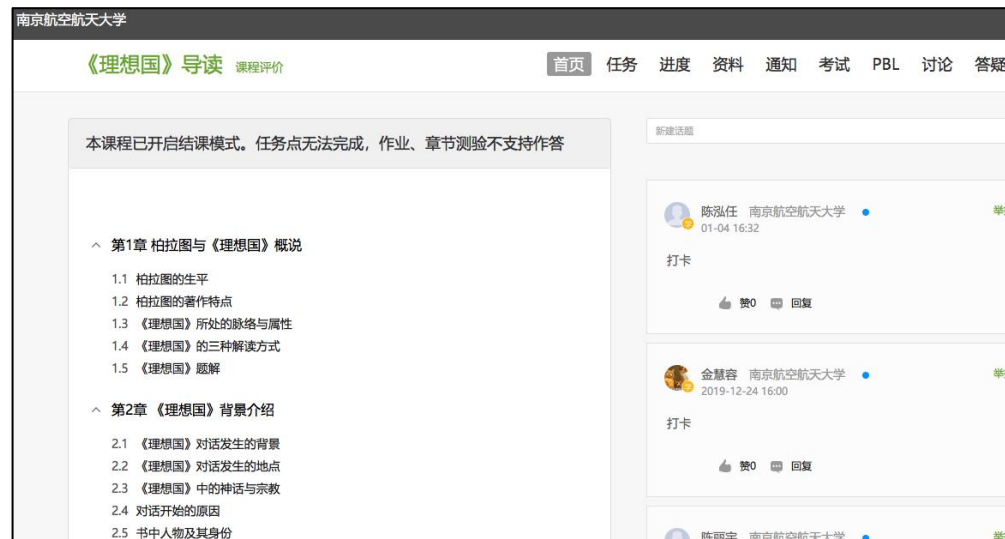 南京航空航天大学
《理想国》导读 课程评价
首页 任务 进度 资料 通知 考试 PBL 讨论 答疑
本课程已开启结课模式。任务点无法完成，作业、章节测验不支持作答
第1章 柏拉图与《理想国》概说
1.1 柏拉图的生平
1.2 柏拉图的著作特点
1.3 《理想国》所处的脉络与属性
1.4 《理想国》的三种解读方式
1.5 《理想国》题解
第2章 《理想国》背景介绍
2.1 《理想国》对话发生的背景
2.2 《理想国》对话发生的地点
2.3 《理想国》中的神话与宗教
2.4 对话开始的原因
2.5 书中人物及其身份
新建话题
陈泓任 南京航空航天大学 举
01-04 16:32
打卡
赞0 回复
金慧容 南京航空航天大学 举
2019-12-24 16:00
打卡
赞0 回复
南京航空航天大学